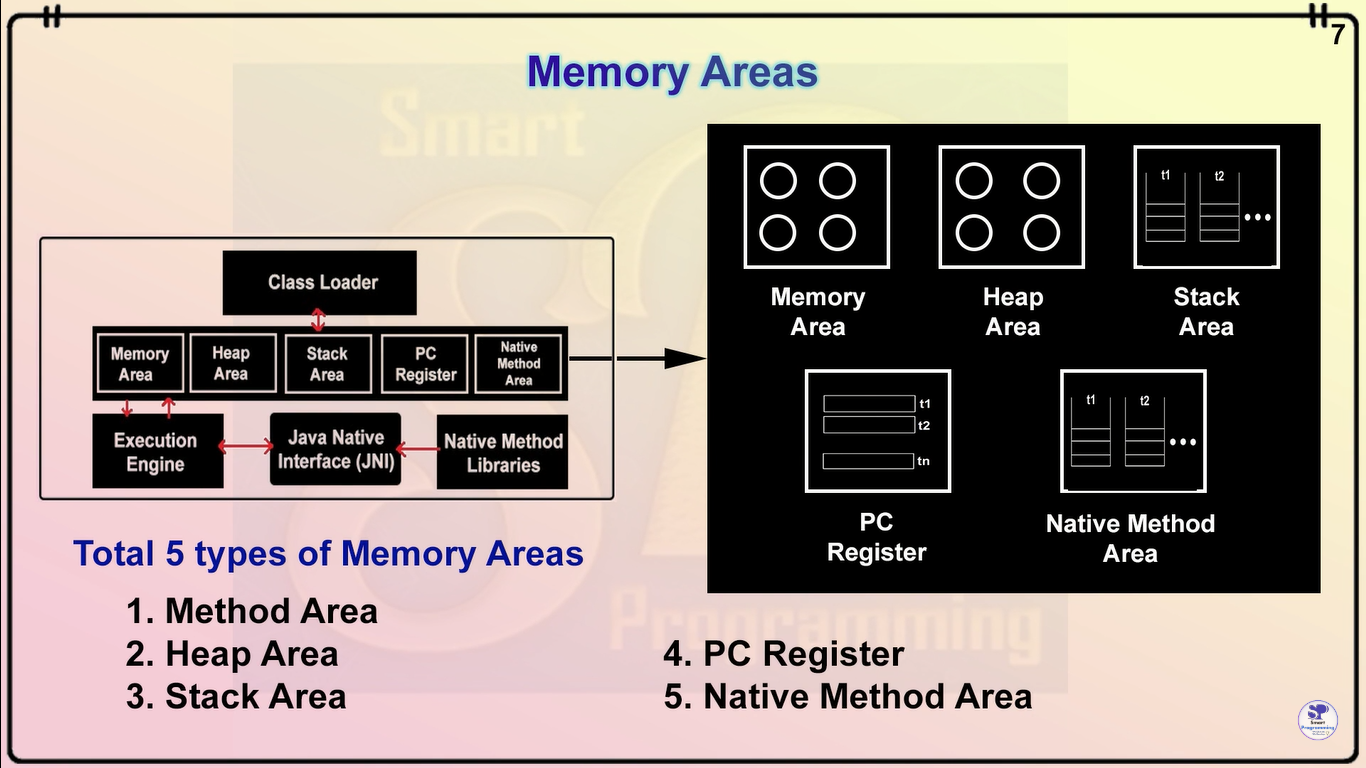 7
Memory Areas
Smart
Class Loader
Memory
Area
Heap
Area
Stack
Area
PC
Register
Native
Method
Area
Execution
Engine
Java Native
Interface (JNI)
Native Method
Libraries
Total 5 types of Memory Areas
1. Method Area
2. Heap Area
3. Stack Area
t1 t2
Memory
Area
Heap
Area
Stack
Area
t1
t2
tn
t1 t2
PC
Register
Native Method
Area
Programming
4. PC Register
5. Native Method Area
SP
Smart
Programming